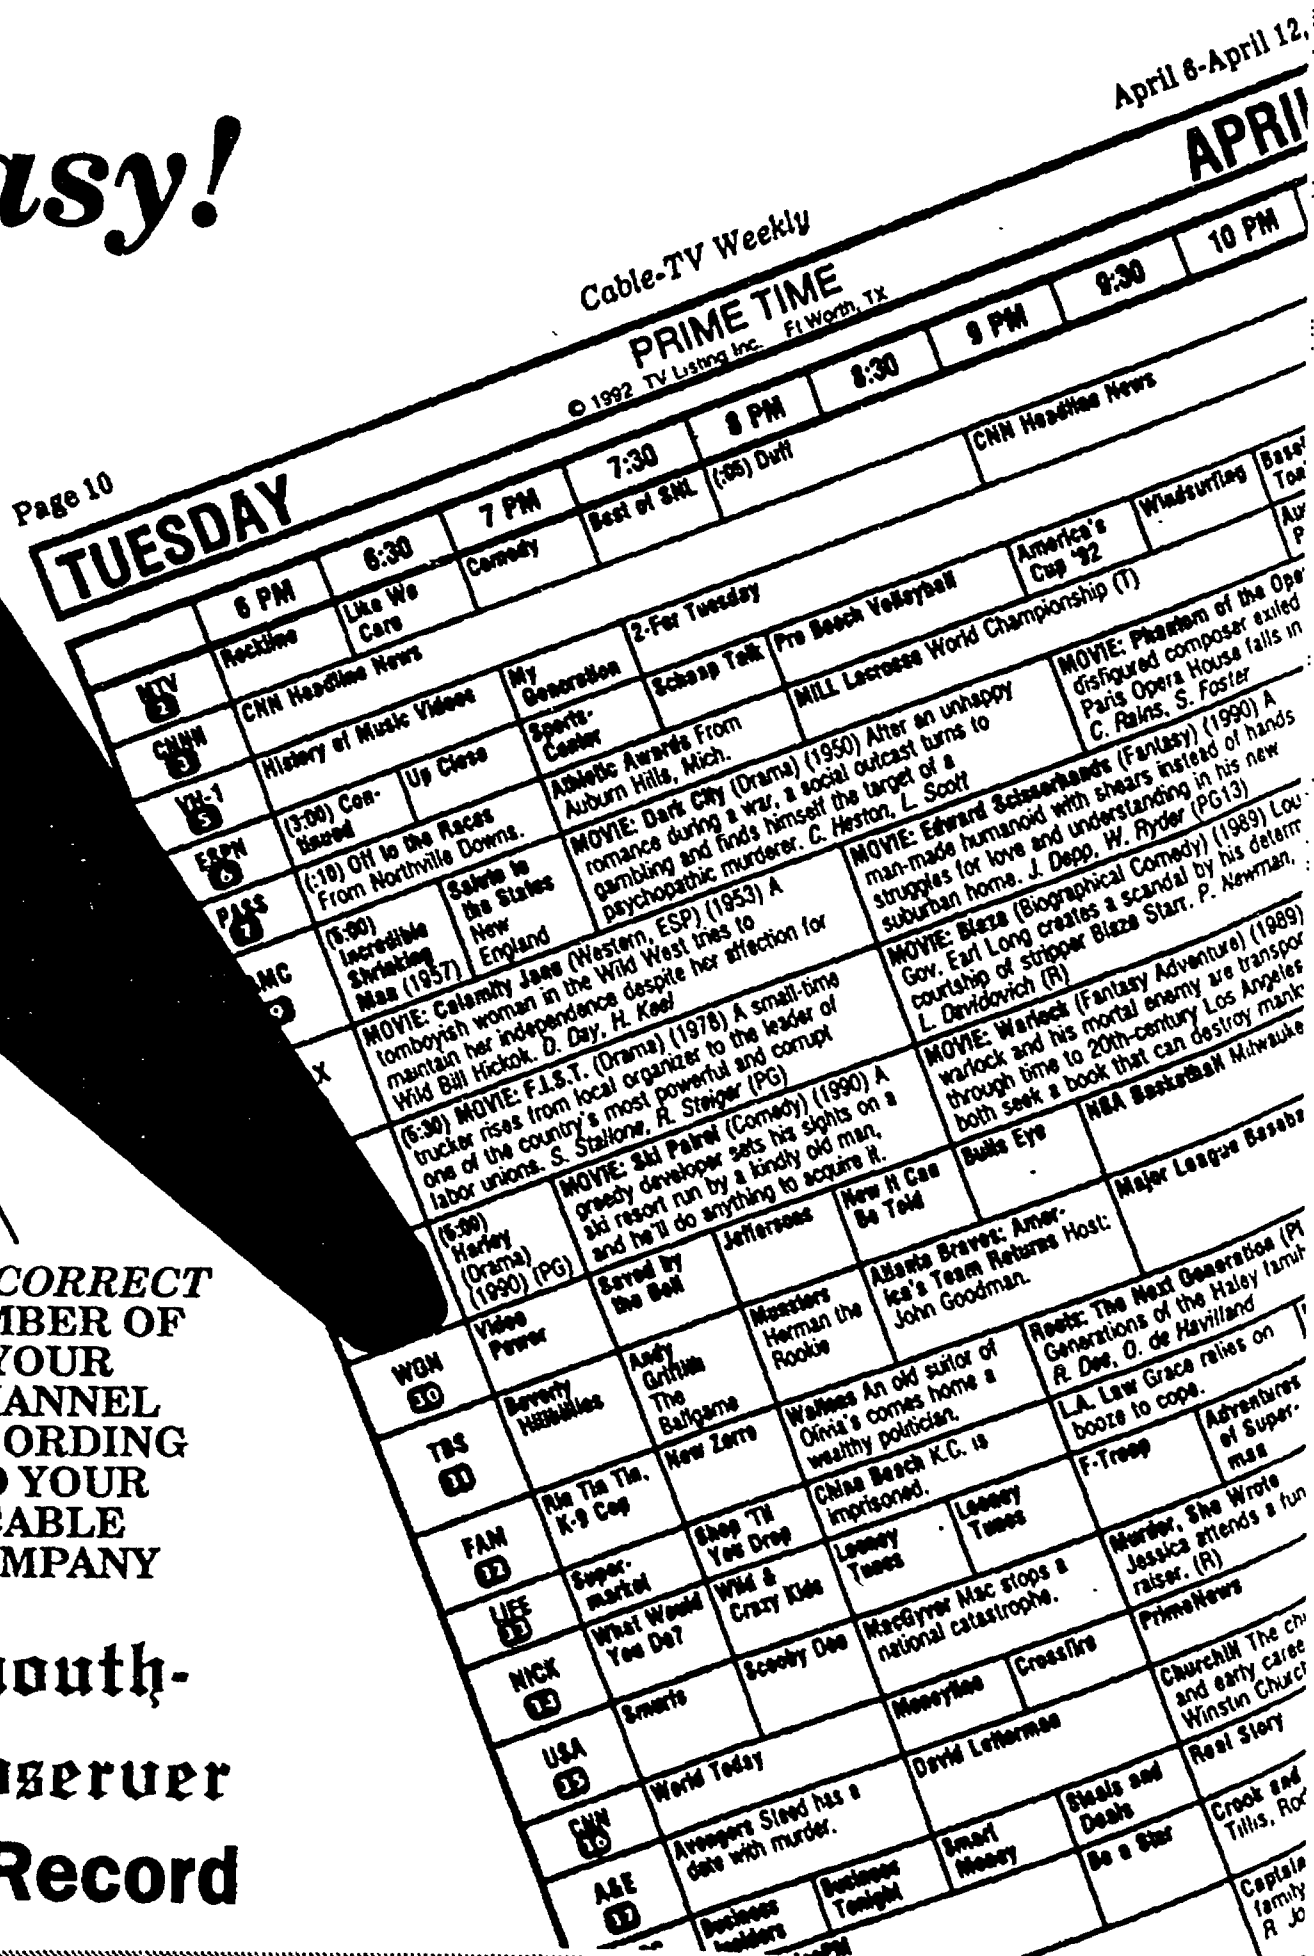 asy!
April 6-April 12,
APRIL
Cable-TV Weekly
PRIME TIME
© 1992 TV Listing Inc. Ft Worth, TX
Page 10
TUESDAY
6 PM
6:30
7 PM
7:30
8 PM
8:30
9 PM
9:30
10 PM
MTV
2
Rockline
Like We
Care
Comedy
Best of SNL
(:05) Duff
CNNH
3
CNN Headline News
CNN Headline News
VH-1
5
History of Music Videos
My
Generation
2-For Tuesday
ESPN
6
(3:00) Con-
tinued
Up Close
Sports-
Center
Schaap Talk
Pro Beach Volleyball
America's
Cup '92
Windsurfing
PASS
7
(:10) Off to the Races
From Northville Downs.
Athletic Awards From
Auburn Hills, Mich.
MILL Lacrosse World Championship (T)
(5:00)
Incredible
Shrinking
Man (1957)
Salute to
the States
New
England
MOVIE: Dark City (Drama) (1950) After an unhappy
romance during a war, a social outcast turns to
gambling and finds himself the target of a
psychopathic murderer. C. Heston, L. Scott
MOVIE: Phantom of the Ope
disfigured composer exiled
Paris Opera House falls in
C. Rains, S. Foster
MOVIE: Calamity Jane (Western, ESP) (1953) A
tomboyish woman in the Wild West tries to
maintain her independence despite her affection for
Wild Bill Hickok. D. Day, H. Keel
MOVIE: Edward Scissorhands (Fantasy) (1990) A
man-made humanoid with shears instead of hands
struggles for love and understanding in his new
suburban home. J. Depp, W. Ryder (PG13)
(5:30) MOVIE: F.I.S.T. (Drama) (1978) A small-time
trucker rises from local organizer to the leader of
one of the country's most powerful and corrupt
labor unions. S. Stallone, R. Steiger (PG)
MOVIE: Blaze (Biographical Comedy) (1989) Lou
Gov. Earl Long creates a scandal by his determ
courtship of stripper Blaze Starr. P. Newman,
L. Davidovich (R)
(5:00)
Harley
(Drama)
(1990) (PG)
MOVIE: Ski Patrol (Comedy) (1990) A
greedy developer sets his sights on a
ski resort run by a kindly old man,
and he'll do anything to acquire it.
MOVIE: Warlock (Fantasy Adventure) (1989)
warlock and his mortal enemy are transpor
through time to 20th-century Los Angeles
both seek a book that can destroy mank
WGN
10
Video
Power
Saved by
the Bell
Jeffersons
Now It Can
Be Told
Bulls Eye
NBA Basketball Milwauke
TBS
11
Beverly
Hillbillies
Andy
Griffith
The
Ballgame
Munsters
Herman the
Rookie
Atlanta Braves: Amer-
ica's Team Returns Host:
John Goodman.
Major League Baseba
FAM
12
Rin Tin Tin,
K-9 Cop
New Zorro
Waltons An old suitor of
Olivia's comes home a
wealthy politician.
Roots: The Next Generation (Pt
Generations of the Haley famil
R. Dee, O. de Havilland
LIFE
Super-
market
Shop 'Til
You Drop
China Beach K.C. is
imprisoned.
L.A. Law Grace relies on
booze to cope.
NICK
What Would
You Do?
Wild &
Crazy Kids
Looney
Tunes
Looney
Tunes
F-Troop
Adventures
of Super-
man
USA
15
Smurfs
Scooby Doo
MacGyver Mac stops a
national catastrophe.
Murder, She Wrote
Jessica attends a fun
raiser. (R)
CNN
16
World Today
Moneyline
Crossfire
PrimeNews
A&E
17
Avengers Steed has a
date with murder.
David Letterman
Churchill The ch
and early caree
Winston Church
Business
Insiders
Business
Tonight
Smart
Money
Steals and
Deals
Real Story
Be a Star
Crook and
Tillis, Ro
Captain
family
R. Jo
CORRECT
MBER OF
YOUR
HANNEL
CORDING
O YOUR
CABLE
OMPANY
outh-
bserver
Record